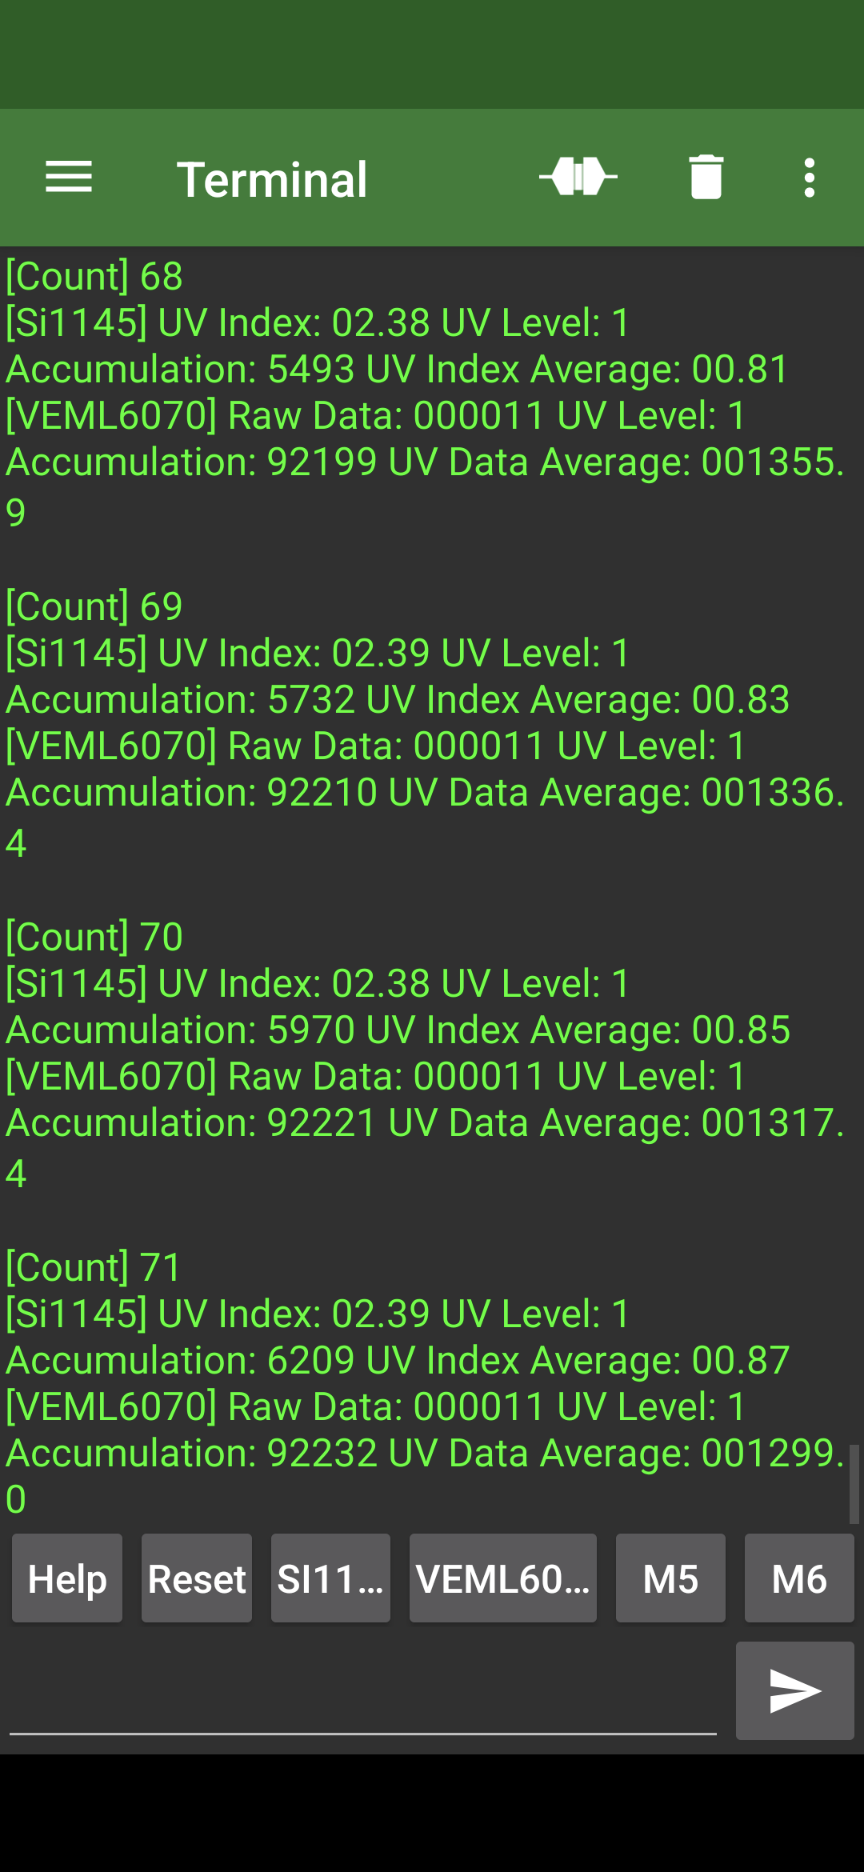 Terminal
[Count] 68
[Si1145] UV Index: 02.38 UV Level: 1
Accumulation: 5493 UV Index Average: 00.81
[VEML6070] Raw Data: 000011 UV Level: 1
Accumulation: 92199 UV Data Average: 001355.
9
[Count] 69
[Si1145] UV Index: 02.39 UV Level: 1
Accumulation: 5732 UV Index Average: 00.83
[VEML6070] Raw Data: 000011 UV Level: 1
Accumulation: 92210 UV Data Average: 001336.
4
[Count] 70
[Si1145] UV Index: 02.38 UV Level: 1
Accumulation: 5970 UV Index Average: 00.85
[VEML6070] Raw Data: 000011 UV Level: 1
Accumulation: 92221 UV Data Average: 001317.
4
[Count] 71
[Si1145] UV Index: 02.39 UV Level: 1
Accumulation: 6209 UV Index Average: 00.87
[VEML6070] Raw Data: 000011 UV Level: 1
Accumulation: 92232 UV Data Average: 001299.
0
Help Reset SI11... VEML60... M5 M6